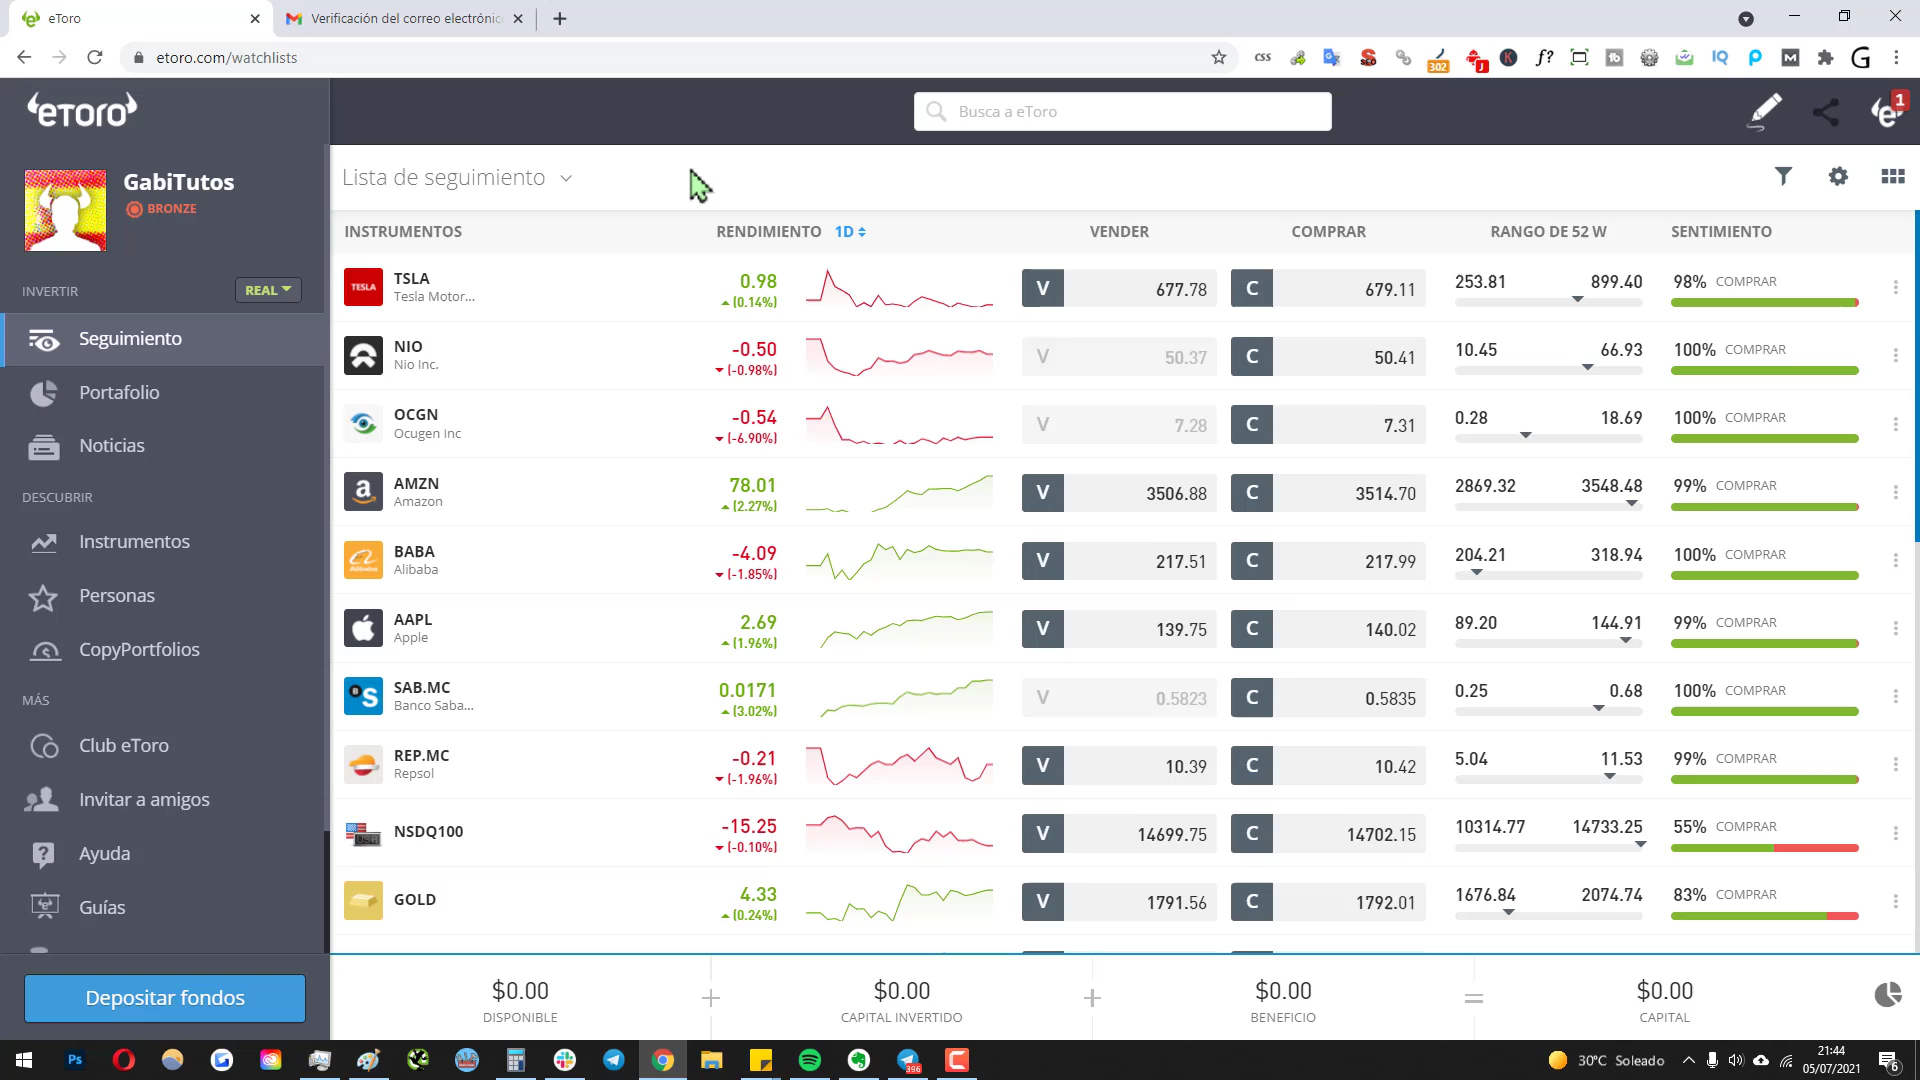 eToro
Verificación del correo electrónic
etoro.com/watchlists
CSS
SEO
302
J
K
f?
tb
IQ
P
M
G
eTORO
Busca a eToro
1
GabiTutos
BRONZE
INVERTIR
REAL
Seguimiento
Portafolio
Noticias
DESCUBRIR
Instrumentos
Personas
CopyPortfolios
MÁS
Club eToro
Invitar a amigos
Ayuda
Guías
Depositar fondos
Lista de seguimiento
INSTRUMENTOS RENDIMIENTO 1D VENDER COMPRAR RANGO DE 52 W SENTIMIENTO
TESLA TSLA 0.98 V 677.78 C 679.11 253.81 899.40 98% COMPRAR
Tesla Motor... (0.14%)
NIO -0.50 V 50.37 C 50.41 10.45 66.93 100% COMPRAR
Nio Inc. (-0.98%)
OCGN -0.54 V 7.28 C 7.31 0.28 18.69 100% COMPRAR
Ocugen Inc (-6.90%)
a AMZN 78.01 V 3506.88 C 3514.70 2869.32 3548.48 99% COMPRAR
Amazon (2.27%)
BABA -4.09 V 217.51 C 217.99 204.21 318.94 100% COMPRAR
Alibaba (-1.85%)
AAPL 2.69 V 139.75 C 140.02 89.20 144.91 99% COMPRAR
Apple (1.96%)
BS SAB.MC 0.0171 V 0.5823 C 0.5835 0.25 0.68 100% COMPRAR
Banco Saba... (3.02%)
REP.MC -0.21 V 10.39 C 10.42 5.04 11.53 99% COMPRAR
Repsol (-1.96%)
NSDQ100 -15.25 V 14699.75 C 14702.15 10314.77 14733.25 55% COMPRAR
(-0.10%)
GOLD 4.33 V 1791.56 C 1792.01 1676.84 2074.74 83% COMPRAR
(0.24%)
$0.00 + $0.00 + $0.00 = $0.00
DISPONIBLE CAPITAL INVERTIDO BENEFICIO CAPITAL
Ps
396
30°C Soleado
21:44
05/07/2021
6